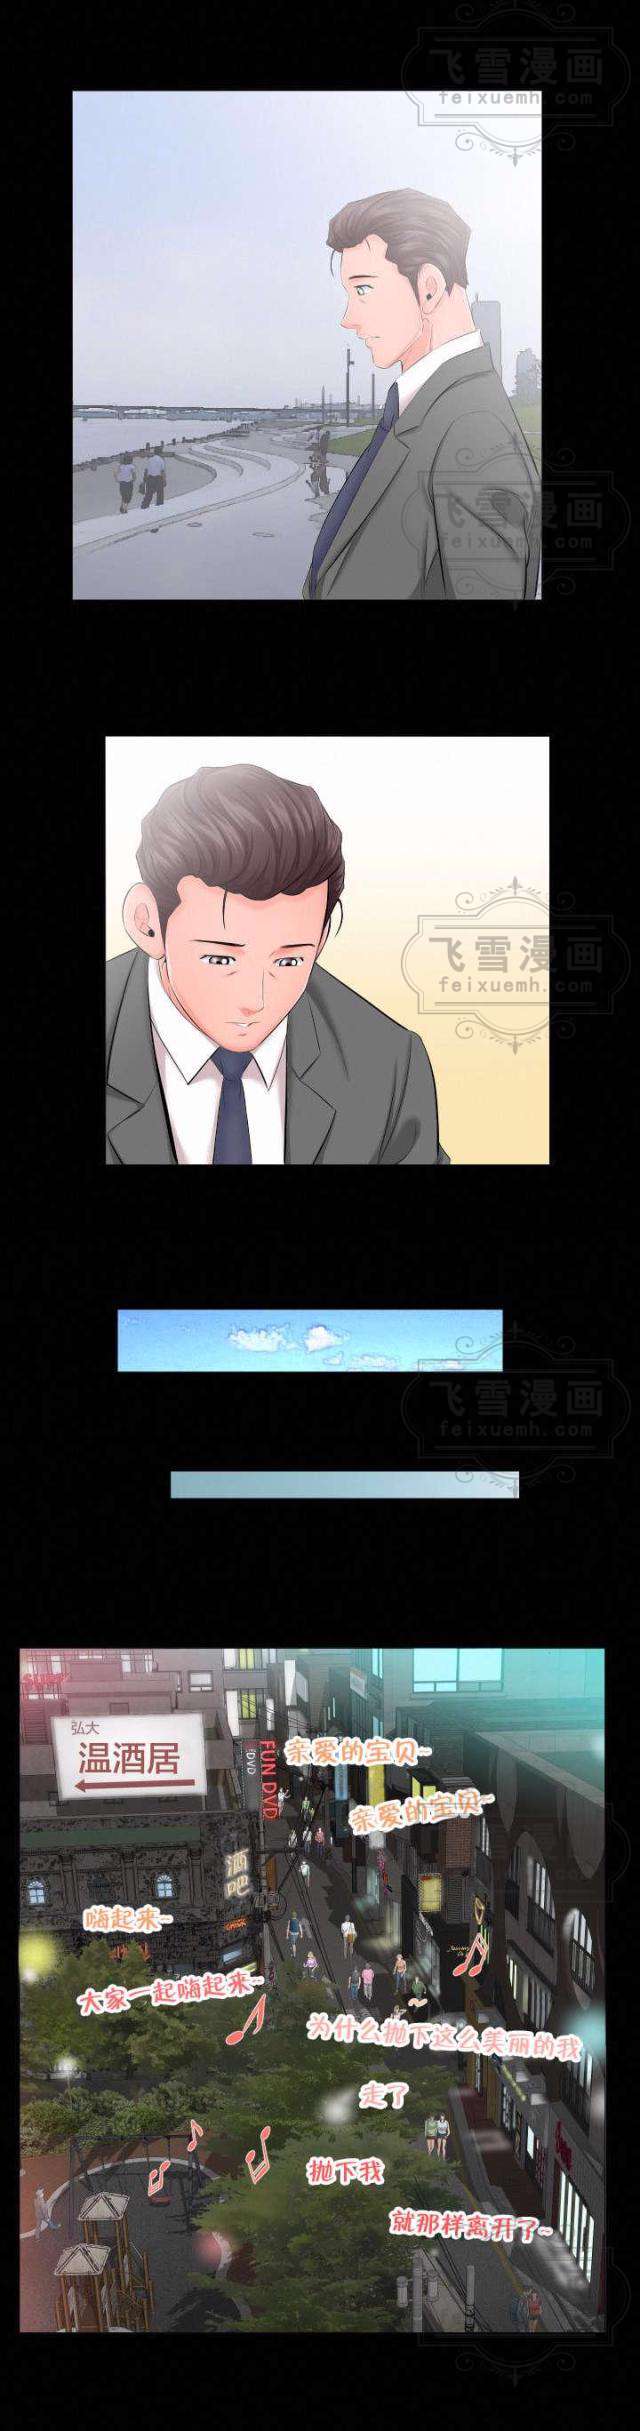 飞雪漫画
feixuemh.com
飞雪漫画
feixuemh.com
飞雪漫画
feixuemh.com
飞雪漫画
feixuemh.com
弘大
温酒居
FUN DVD
DVD
酒吧
亲爱的宝贝~
亲爱的宝贝~
嗨起来~
大家一起嗨起来~
为什么抛下这么美丽的我~
走了
抛下我
就那样离开了~